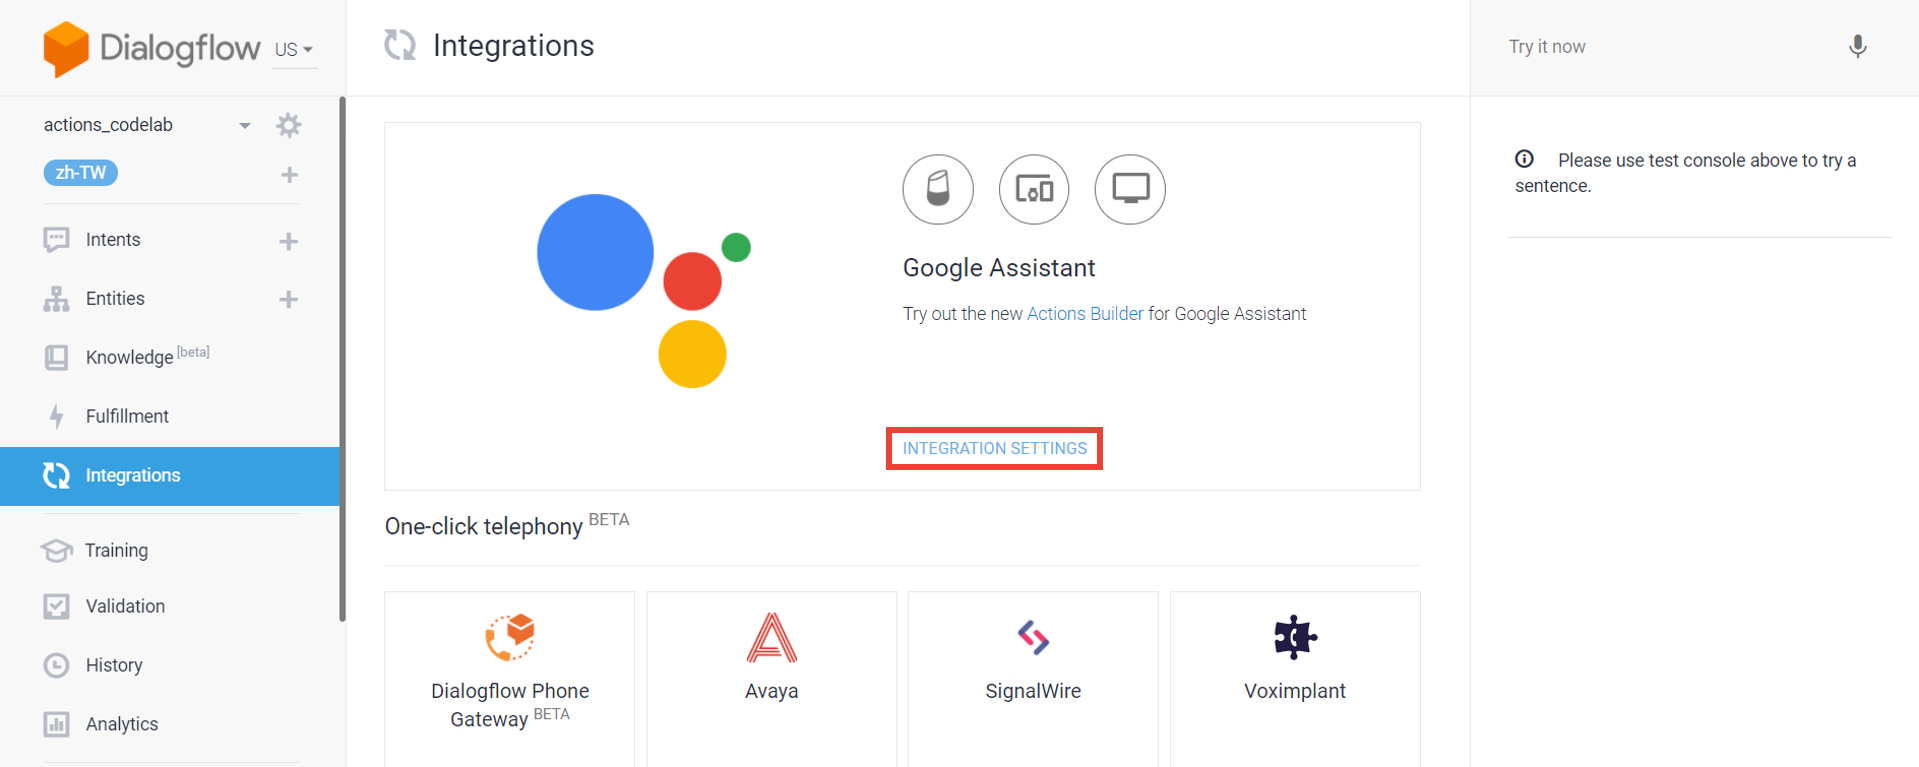 Dialogflow US
Integrations
Try it now
actions_codelab
zh-TW
Intents
Entities
Knowledge [beta]
Fulfillment
Integrations
Training
Validation
History
Analytics
Google Assistant
Try out the new Actions Builder for Google Assistant
INTEGRATION SETTINGS
One-click telephony BETA
Dialogflow Phone
Gateway BETA
Avaya
SignalWire
Voximplant
Please use test console above to try a
sentence.